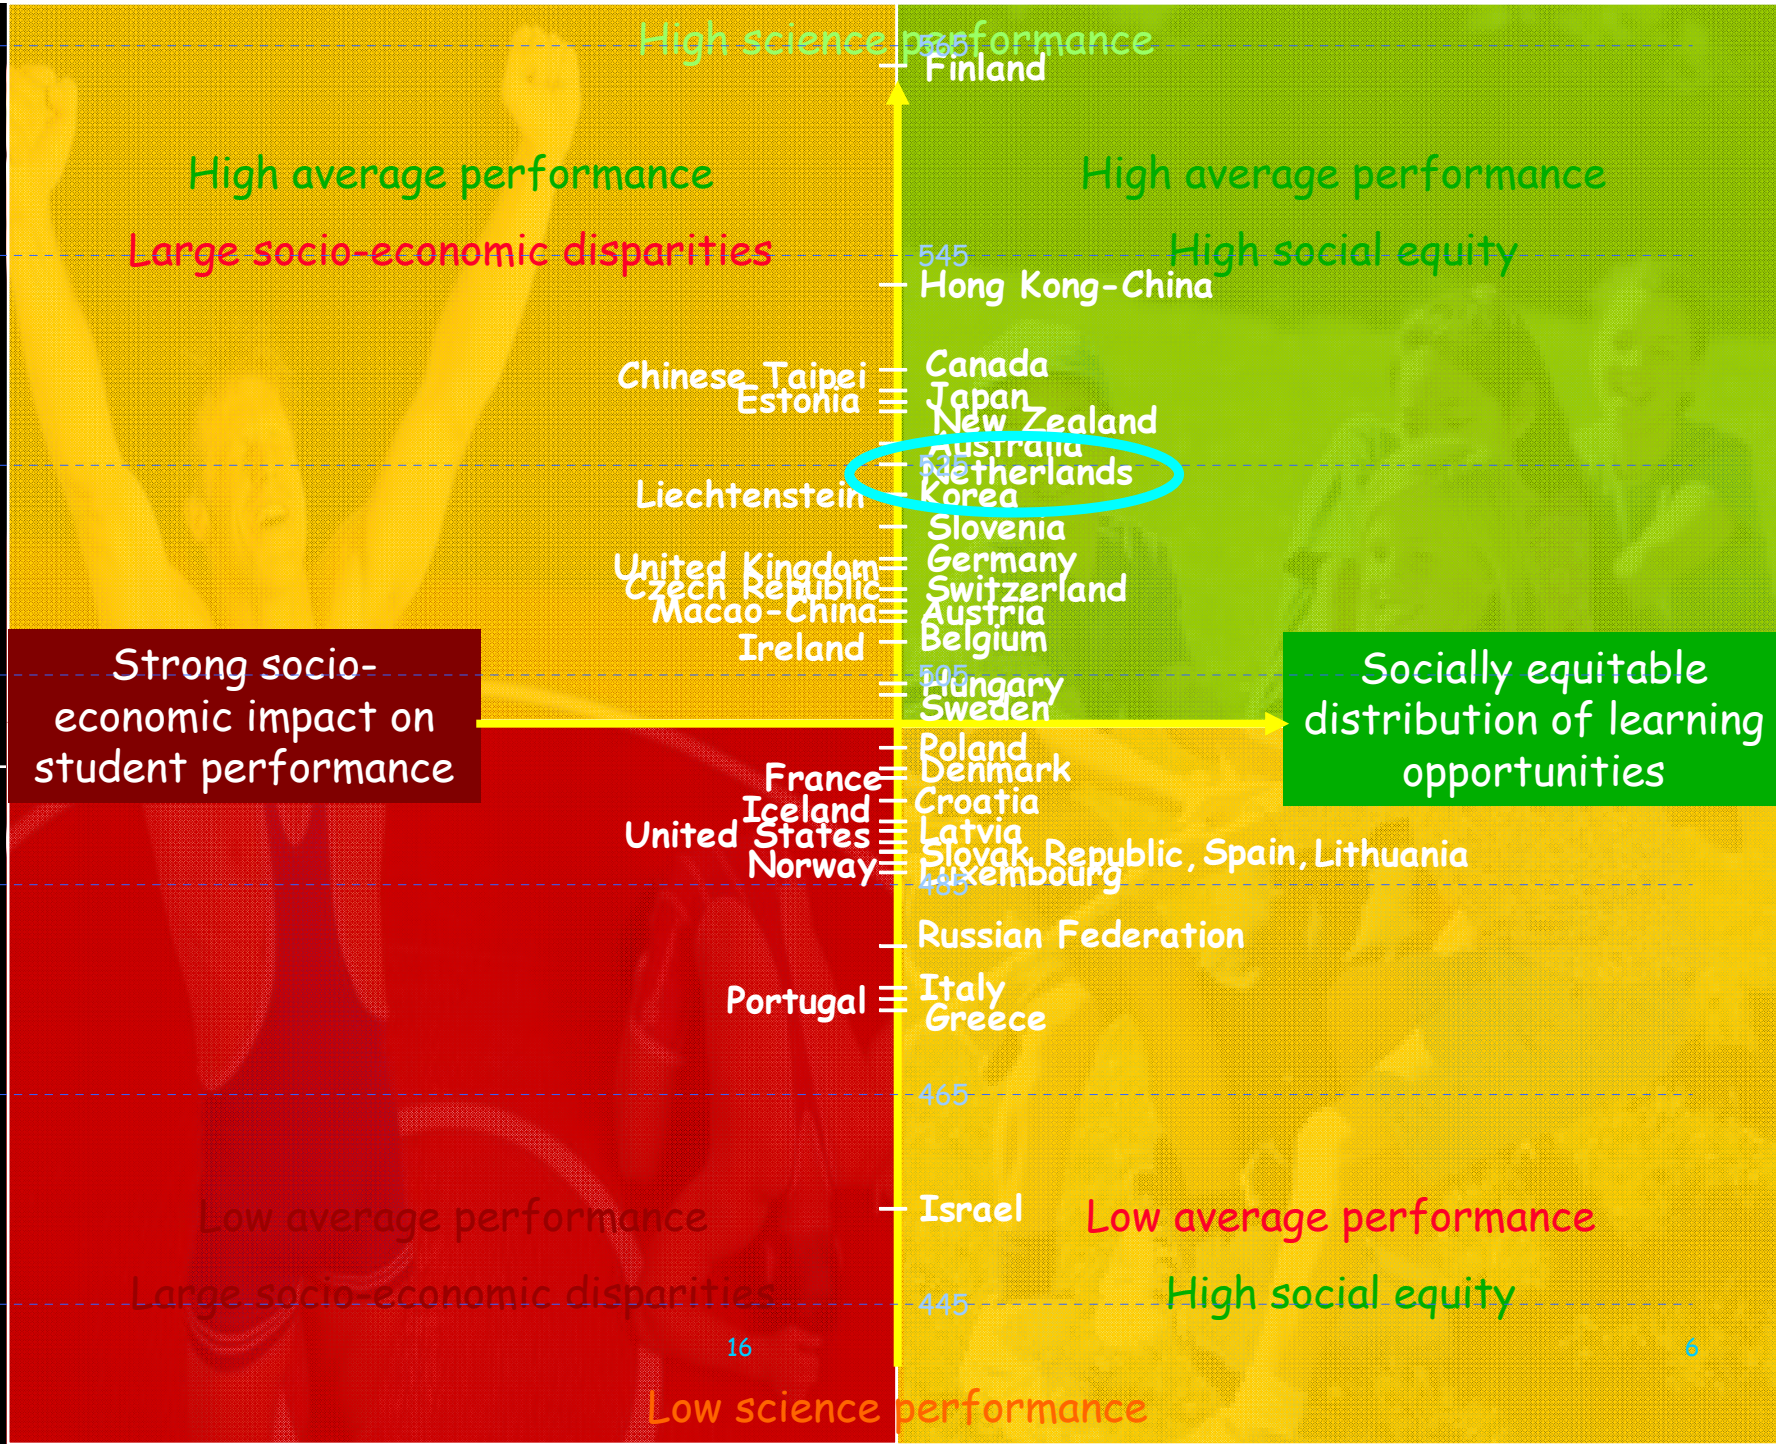 High science performance
565
Finland
High average performance
High average performance
Large socio-economic disparities
545
High social equity
Hong Kong-China
Chinese Taipei
Canada
Estonia
Japan
New Zealand
Australia
525
Netherlands
Liechtenstein
Korea
Slovenia
United Kingdom
Germany
Czech Republic
Switzerland
Macao-China
Austria
Ireland
Belgium
Strong socio-
economic impact on
student performance
505
Hungary
Sweden
Socially equitable
distribution of learning
opportunities
Poland
France
Denmark
Iceland
Croatia
United States
Latvia
Slovak Republic, Spain, Lithuania
Norway
Luxembourg
485
Russian Federation
Italy
Portugal
Greece
465
Israel
Low average performance
Low average performance
Large socio-economic disparities
445
High social equity
16
6
Low science performance